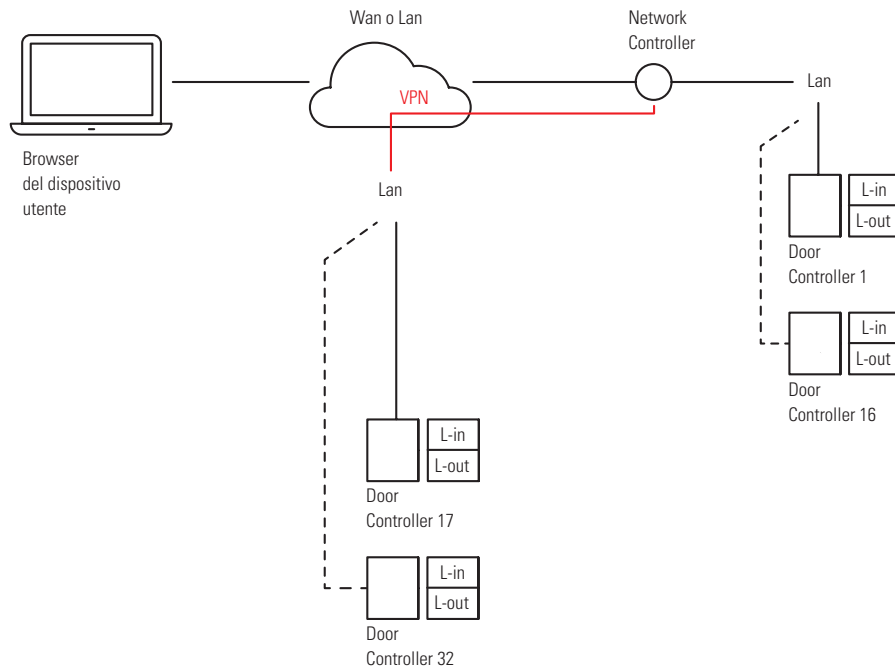 Wan o Lan
Network
Controller
VPN
Lan
Browser
del dispositivo
utente
Lan
L-in
L-out
Door
Controller 1
L-in
L-out
Door
Controller 16
L-in
L-out
Door
Controller 17
L-in
L-out
Door
Controller 32